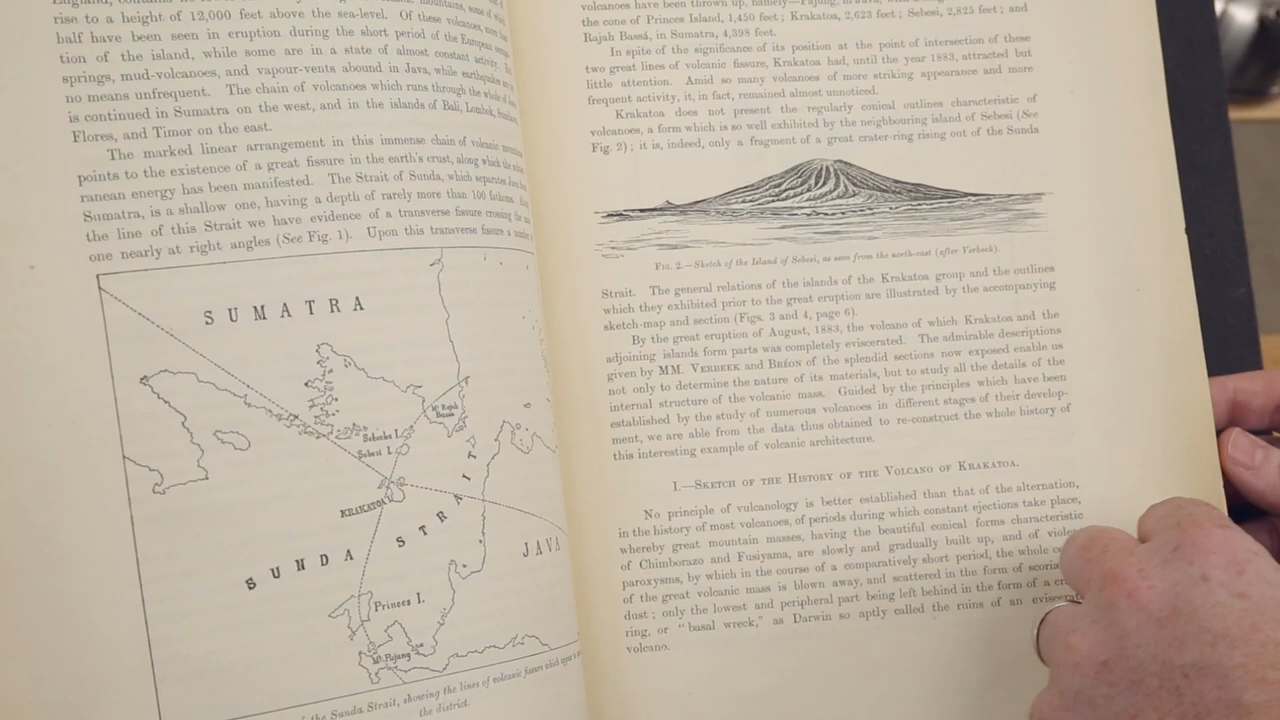 rise to a height of 12,000 feet above the sea-level. Of these volcanoes, more than
half have been seen in eruption during the short period of the European
tion of the island, while some are in a state of almost constant activity.
springs, mud-volcanoes, and vapour-vents abound in Java, while earthquakes are
no means unfrequent. The chain of volcanoes which runs through the whole of
is continued in Sumatra on the west, and in the islands of Bali, Lombok,
Flores, and Timor on the east.
The marked linear arrangement in this immense chain of volcanic
points to the existence of a great fissure in the earth's crust, along which the
ranean energy has been manifested. The Strait of Sunda, which separates Java
Sumatra, is a shallow one, having a depth of rarely more than 100 fathoms.
the line of this Strait we have evidence of a transverse fissure crossing the
one nearly at right angles (See Fig. 1). Upon this transverse fissure a
SUMATRA
Mt Rajah
Bassa
Sebooko I.
Sebesi I.
KRAKATOA
SUNDA STRAIT
JAVA
Princes I.
Mt Pajang
the Sunda Strait, showing the lines of volcanic fissure which
the district.
volcanoes have been thrown up, namely—
the cone of Princes Island, 1,450 feet; Krakatoa, 2,623 feet; Sebesi, 2,825 feet; and
Rajah Bassá, in Sumatra, 4,398 feet.
In spite of the significance of its position at the point of intersection of these
two great lines of volcanic fissure, Krakatoa had, until the year 1883, attracted but
little attention. Amid so many volcanoes of more striking appearance and more
frequent activity, it, in fact, remained almost unnoticed.
Krakatoa does not present the regularly conical outlines characteristic of
volcanoes, a form which is so well exhibited by the neighbouring island of Sebesi (See
Fig. 2); it is, indeed, only a fragment of a great crater-ring rising out of the Sunda
Fig. 2.—Sketch of the Island of Sebesi, as seen from the north-east (after Verbeek).
Strait. The general relations of the islands of the Krakatoa group and the outlines
which they exhibited prior to the great eruption are illustrated by the accompanying
sketch-map and section (Figs. 3 and 4, page 6).
By the great eruption of August, 1883, the volcano of which Krakatoa and the
adjoining islands form parts was completely eviscerated. The admirable descriptions
given by MM. Verbeek and Bréon of the splendid sections now exposed enable us
not only to determine the nature of its materials, but to study all the details of the
internal structure of the volcanic mass. Guided by the principles which have been
established by the study of numerous volcanoes in different stages of their develop-
ment, we are able from the data thus obtained to re-construct the whole history of
this interesting example of volcanic architecture.
I.—Sketch of the History of the Volcano of Krakatoa.
No principle of vulcanology is better established than that of the alternation,
in the history of most volcanoes, of periods during which constant ejections take place,
whereby great mountain masses, having the beautiful conical forms characteristic
of Chimborazo and Fusiyama, are slowly and gradually built up, and of violent
paroxysms, by which in the course of a comparatively short period, the whole
of the great volcanic mass is blown away, and scattered in the form of
dust; only the lowest and peripheral part being left behind in the form of a
ring, or "basal wreck," as Darwin so aptly called the ruins of an eviscerated
volcano.